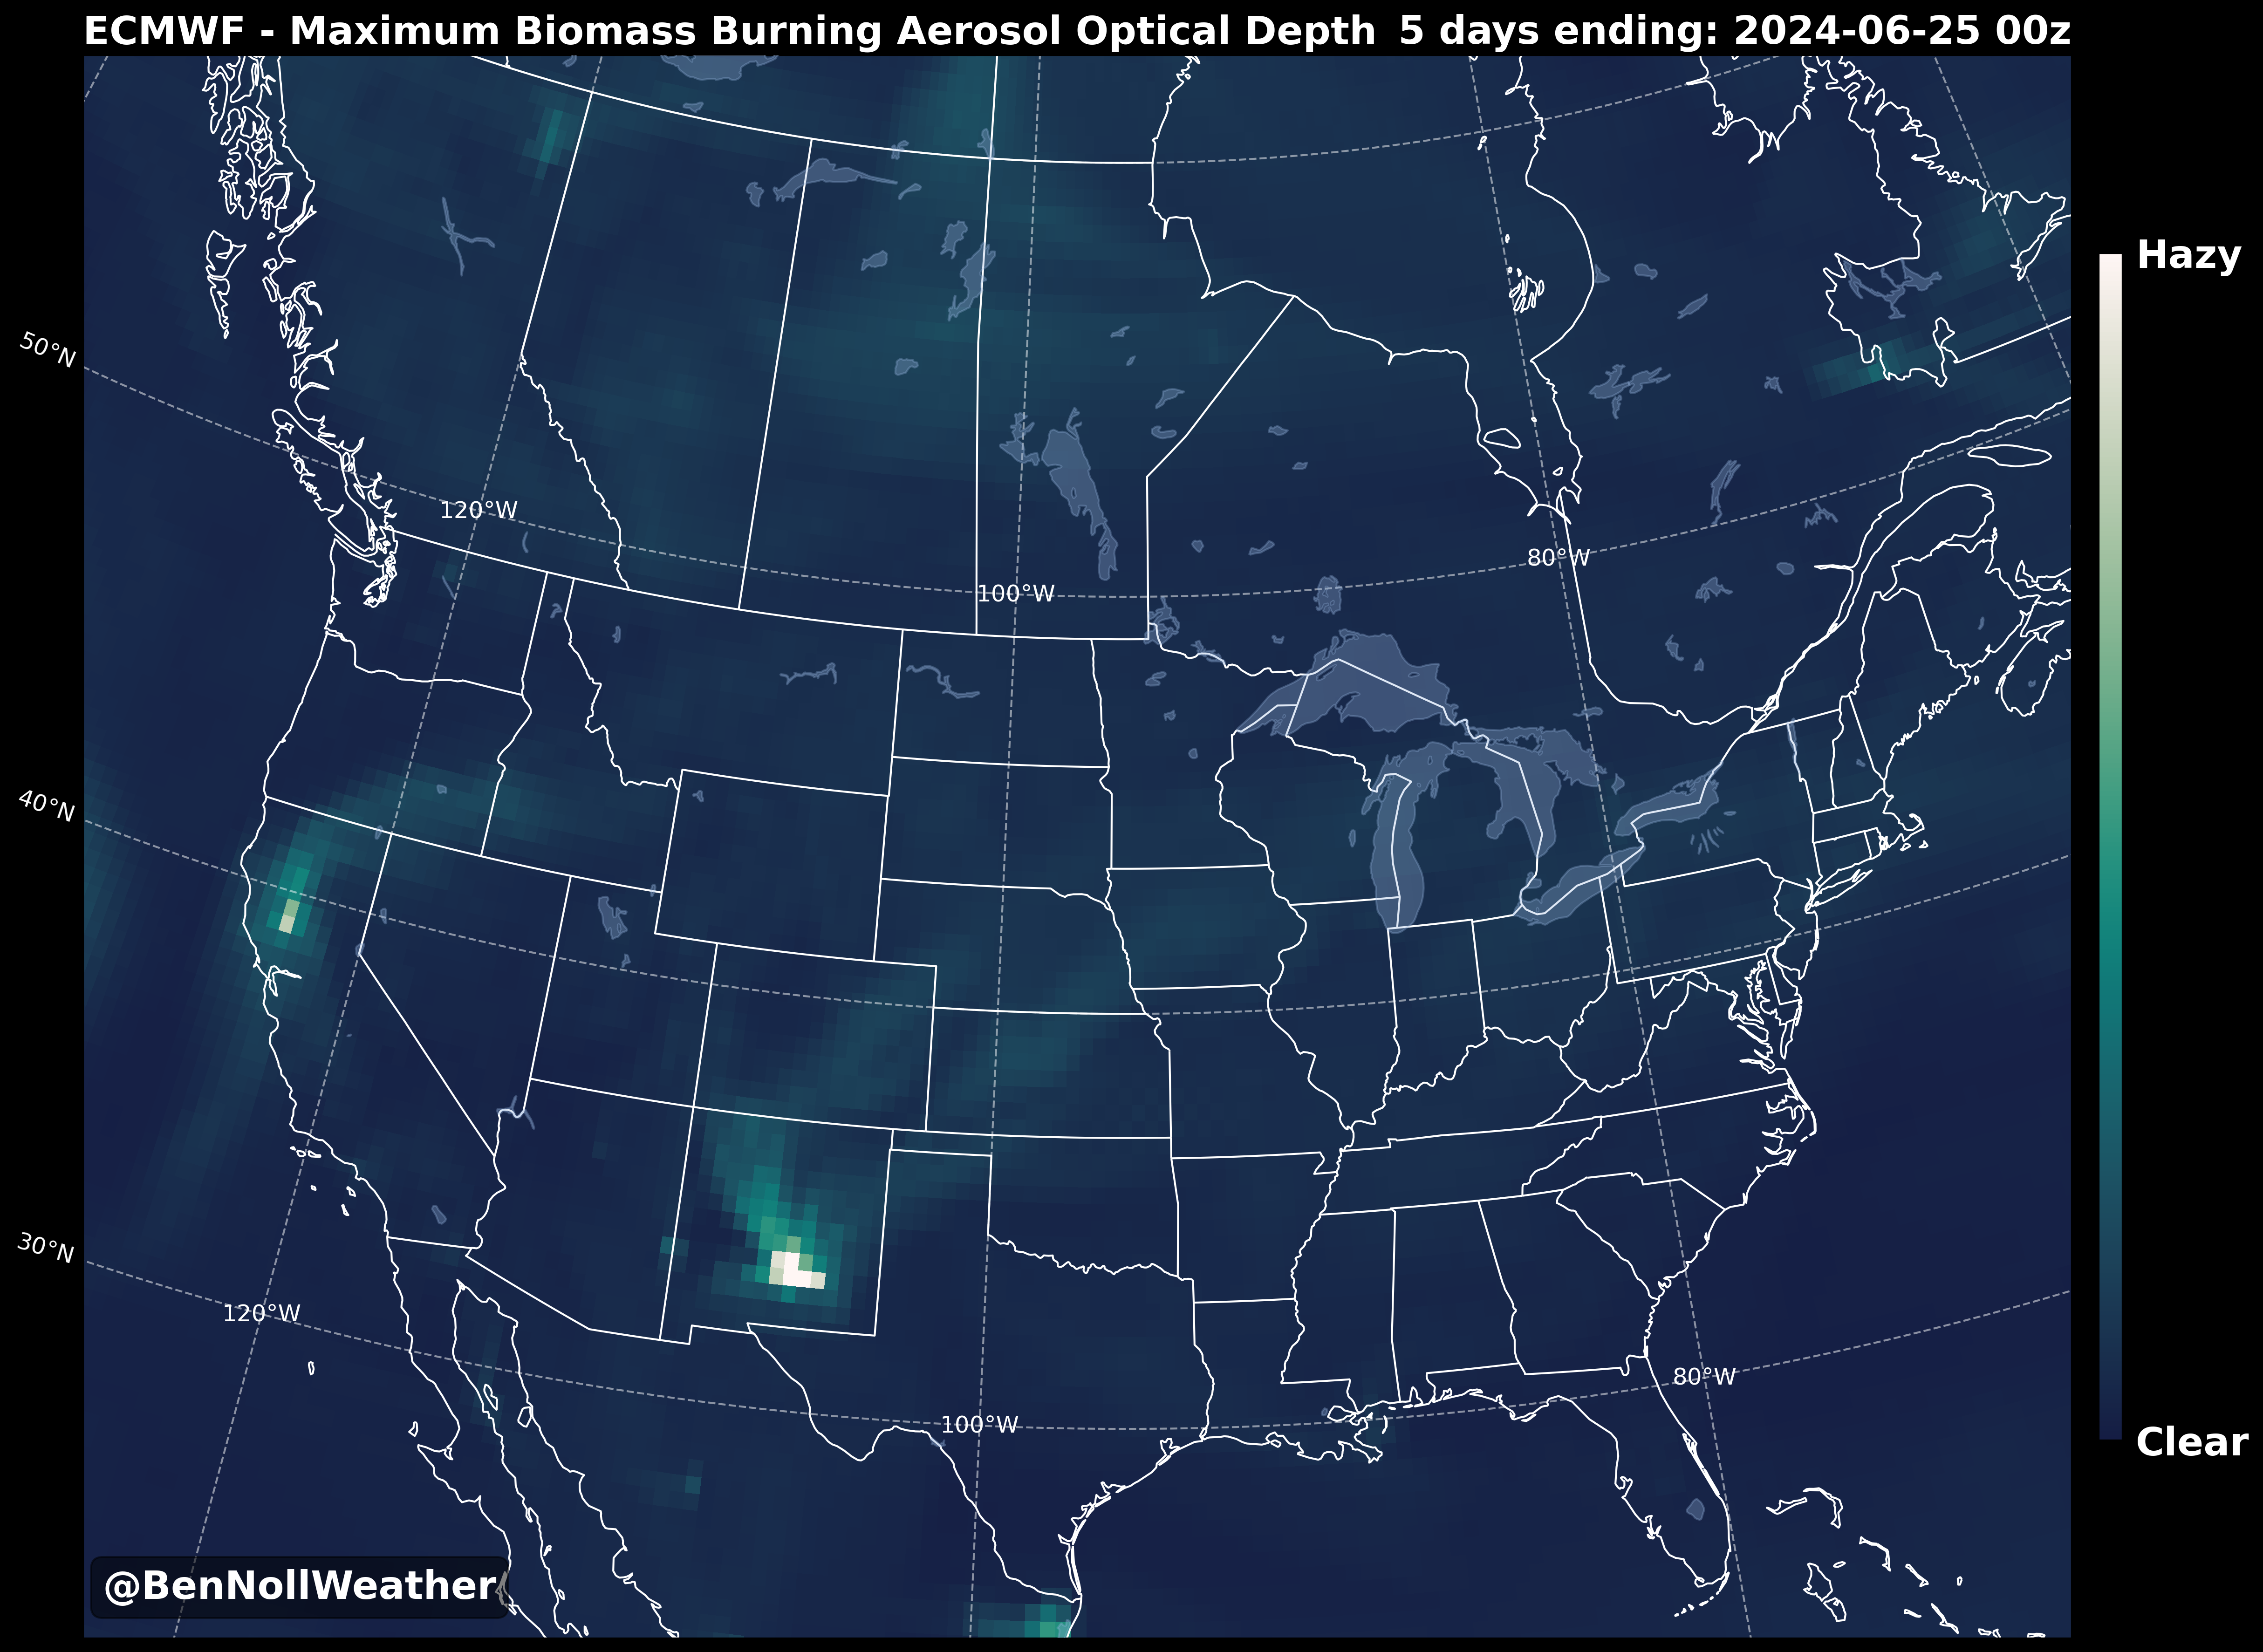 ECMWF - Maximum Biomass Burning Aerosol Optical Depth 5 days ending: 2024-06-25 00z
Hazy
50°N
120°W
80°W
100°W
40°N
30°N
120°W
80°W
100°W
Clear
@BenNollWeather